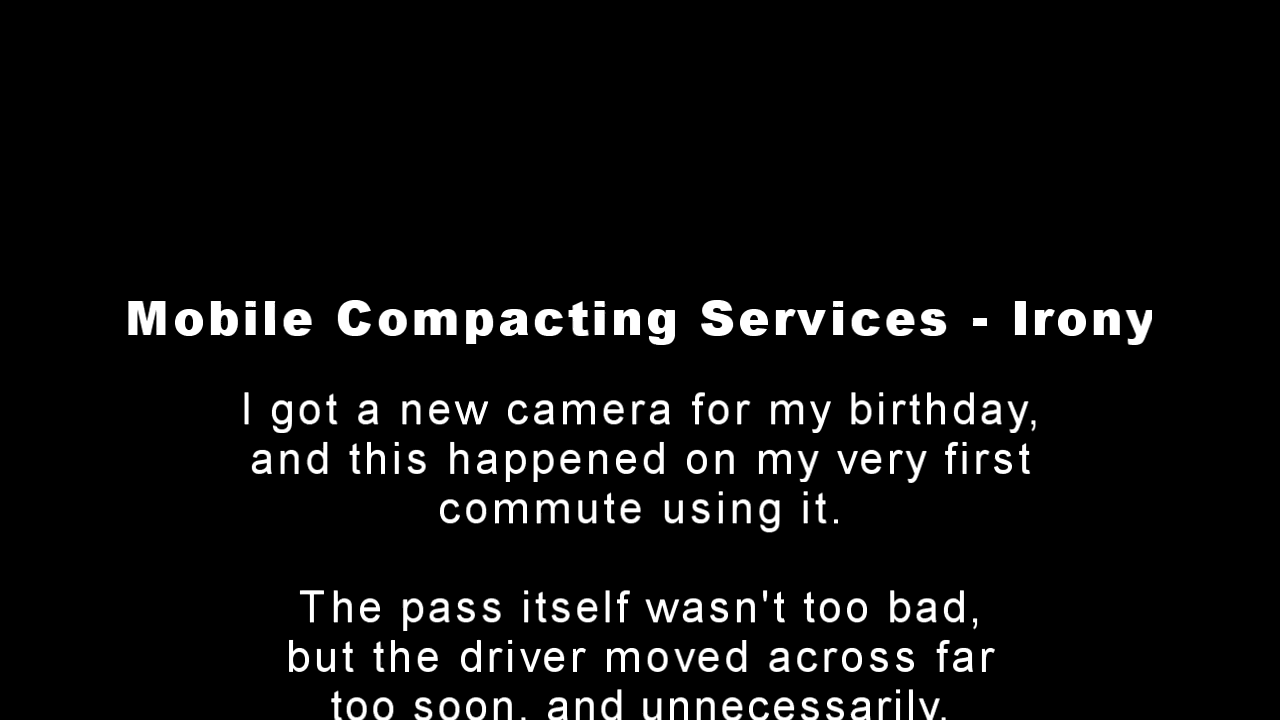 Mobile Compacting Services - Irony
I got a new camera for my birthday,
and this happened on my very first
commute using it.
The pass itself wasn't too bad,
but the driver moved across far
too soon, and unnecessarily.